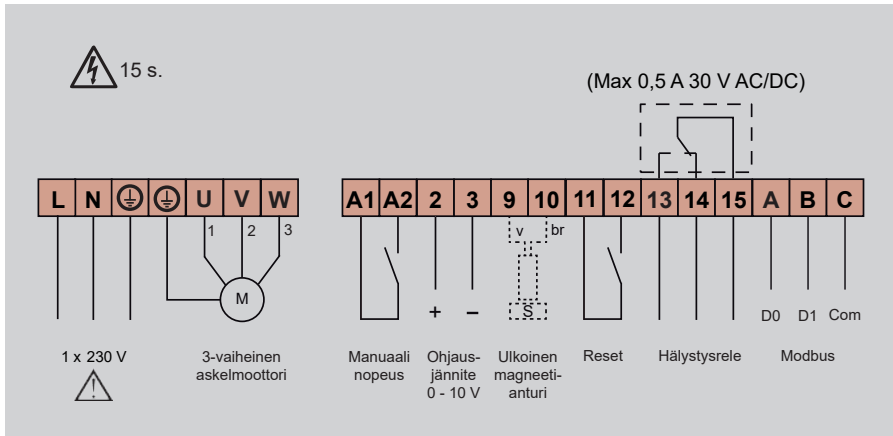 15 s.
(Max 0,5 A 30 V AC/DC)
L N U V W
A1 A2 2 3 9 10 11 12 13 14 15 A B C
1 2 3
v br
M
S
+ −
D0 D1 Com
1 x 230 V
3-vaiheinen
askelmoottori
Manuaali
nopeus
Ohjaus-
jännite
0 - 10 V
Ulkoinen
magneeti-
anturi
Reset
Hälystysrele
Modbus